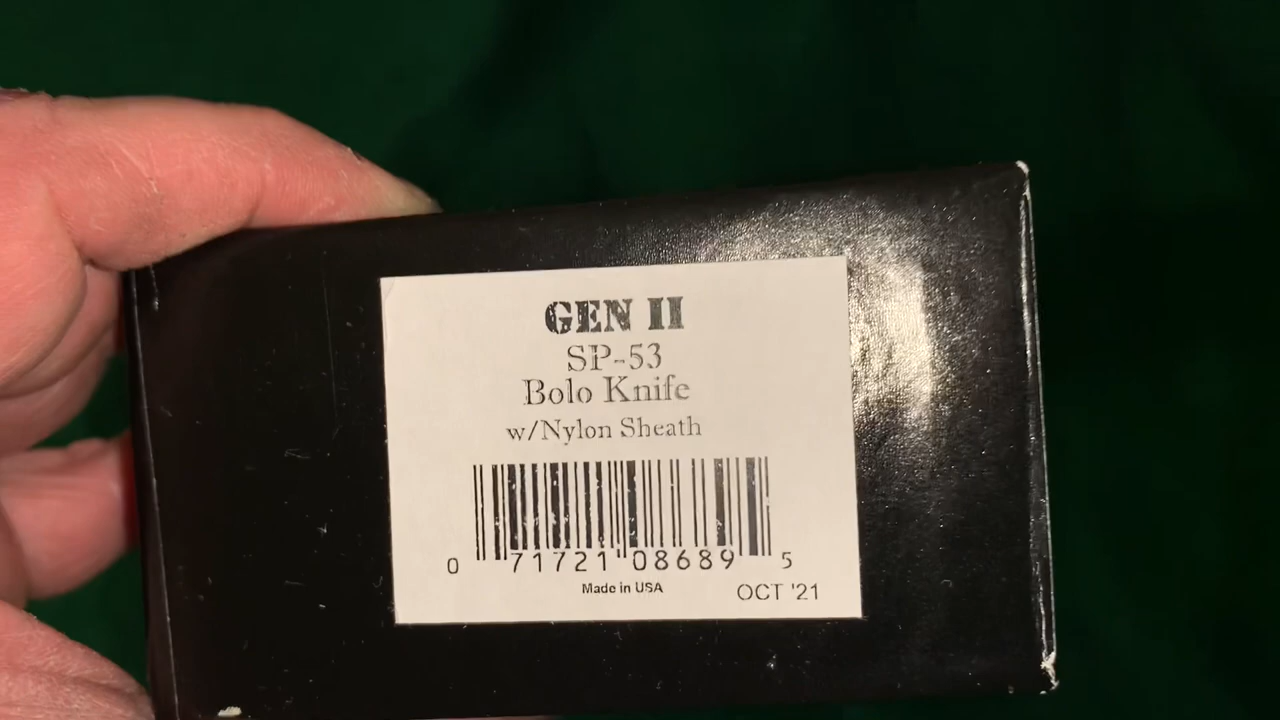 GEN II
SP-53
Bolo Knife
w/Nylon Sheath
0 71721 08689 5
Made in USA
OCT '21